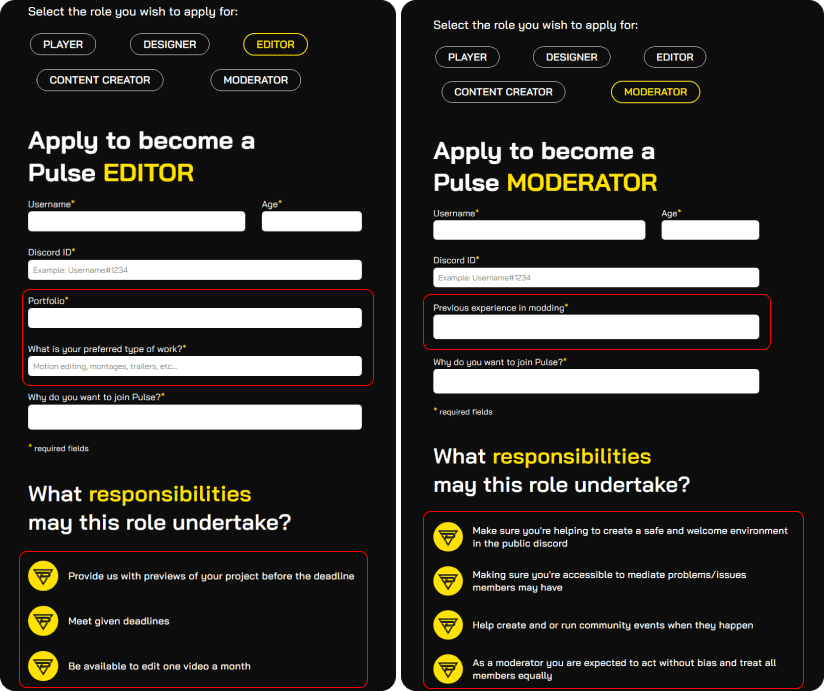 Select the role you wish to apply for:
PLAYER
DESIGNER
EDITOR
CONTENT CREATOR
MODERATOR
Apply to become a
Pulse EDITOR
Username*
Age*
Discord ID*
Example: Username#1234
Portfolio*
What is your preferred type of work?*
Motion editing, montages, trailers, etc...
Why do you want to join Pulse?*
* required fields
What responsibilities
may this role undertake?
Provide us with previews of your project before the deadline
Meet given deadlines
Be available to edit one video a month
Select the role you wish to apply for:
PLAYER
DESIGNER
EDITOR
CONTENT CREATOR
MODERATOR
Apply to become a
Pulse MODERATOR
Username*
Age*
Discord ID*
Example: Username#1234
Previous experience in modding*
Why do you want to join Pulse?*
* required fields
What responsibilities
may this role undertake?
Make sure you're helping to create a safe and welcome environment
in the public discord
Making sure you're accessible to mediate problems/issues
members may have
Help create and or run community events when they happen
As a moderator you are expected to act without bias and treat all
members equally